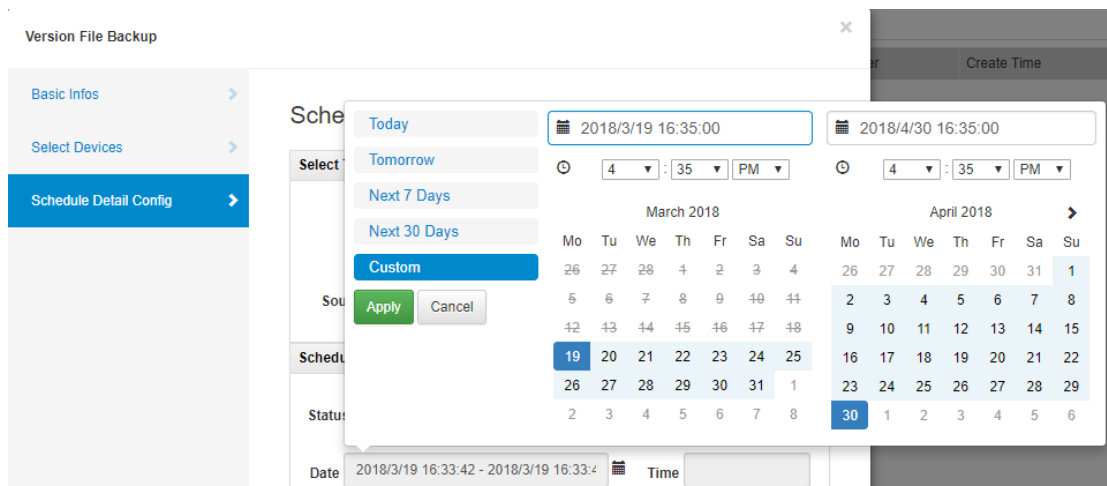 Version File Backup ×
er Create Time
Basic Infos
Select Devices
Schedule Detail Config
Sche
Select
Sou
Schedu
Status
Today
Tomorrow
Next 7 Days
Next 30 Days
Custom
Apply Cancel
2018/3/19 16:35:00
4 : 35 PM
March 2018
Mo Tu We Th Fr Sa Su
26 27 28 1 2 3 4
5 6 7 8 9 10 11
12 13 14 15 16 17 18
19 20 21 22 23 24 25
26 27 28 29 30 31 1
2 3 4 5 6 7 8
2018/4/30 16:35:00
4 : 35 PM
April 2018
Mo Tu We Th Fr Sa Su
26 27 28 29 30 31 1
2 3 4 5 6 7 8
9 10 11 12 13 14 15
16 17 18 19 20 21 22
23 24 25 26 27 28 29
30 1 2 3 4 5 6
Date 2018/3/19 16:33:42 - 2018/3/19 16:33:4 Time